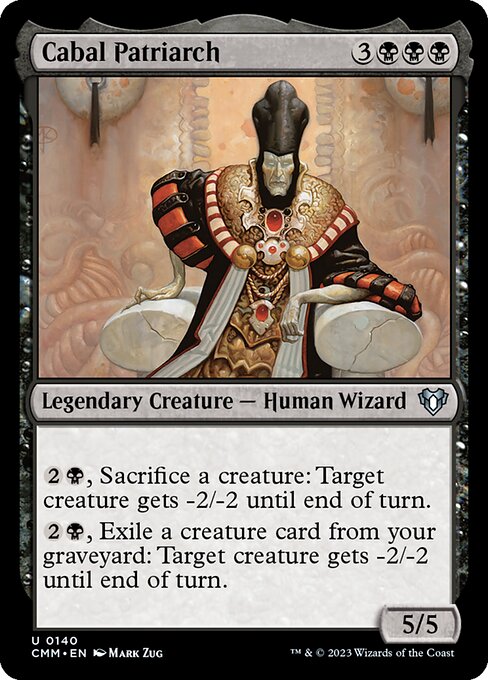 Cabal Patriarch 3
Legendary Creature — Human Wizard
2, Sacrifice a creature: Target
creature gets -2/-2 until end of turn.
2, Exile a creature card from your
graveyard: Target creature gets -2/-2
until end of turn.
5/5
U 0140
CMM • EN Mark Zug
™ & © 2023 Wizards of the Coast